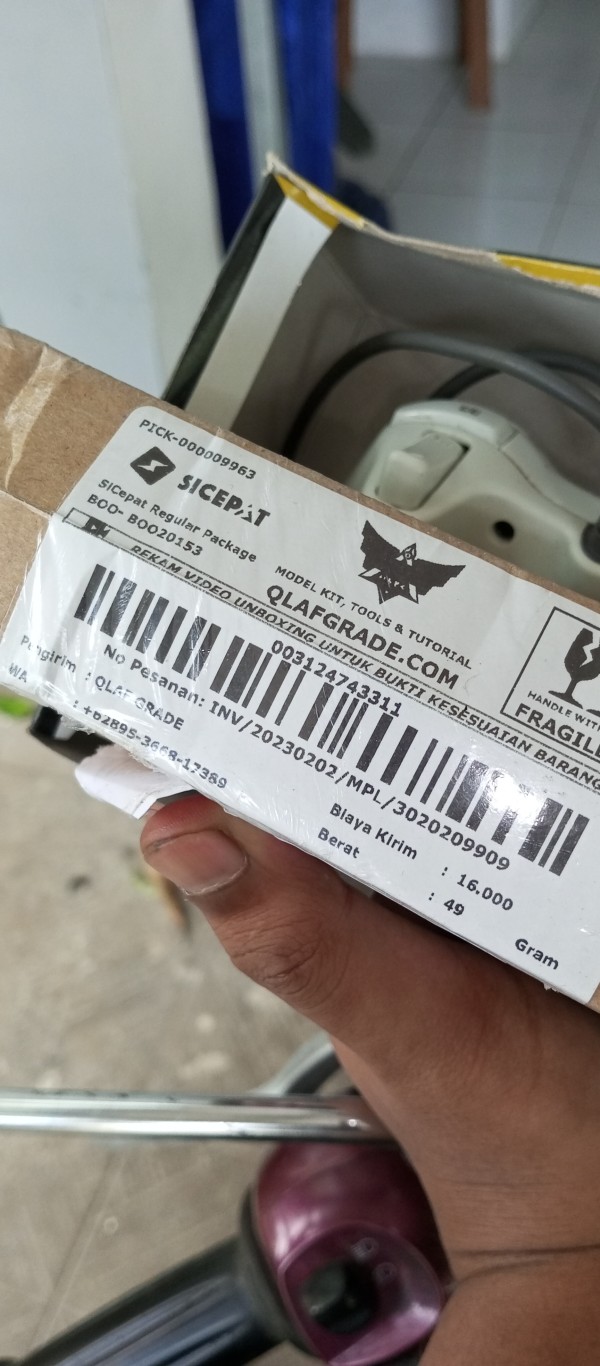 PICK-000009963
SICEPAT
SiCepat Regular Package
BOO- BOO20153
MODEL KIT, TOOLS & TUTORIAL
QLAFGRADE.COM
REKAM VIDEO UNBOXING UNTUK BUKTI KESESUAIAN BARANG
HANDLE WITH
FRAGILE
003124743311
No Pesanan: INV/20230202/MPL/3020209909
Pengirim : QLAF GRADE
WA : +62895-3668-17389
Biaya Kirim : 16.000
Berat : 49 Gram